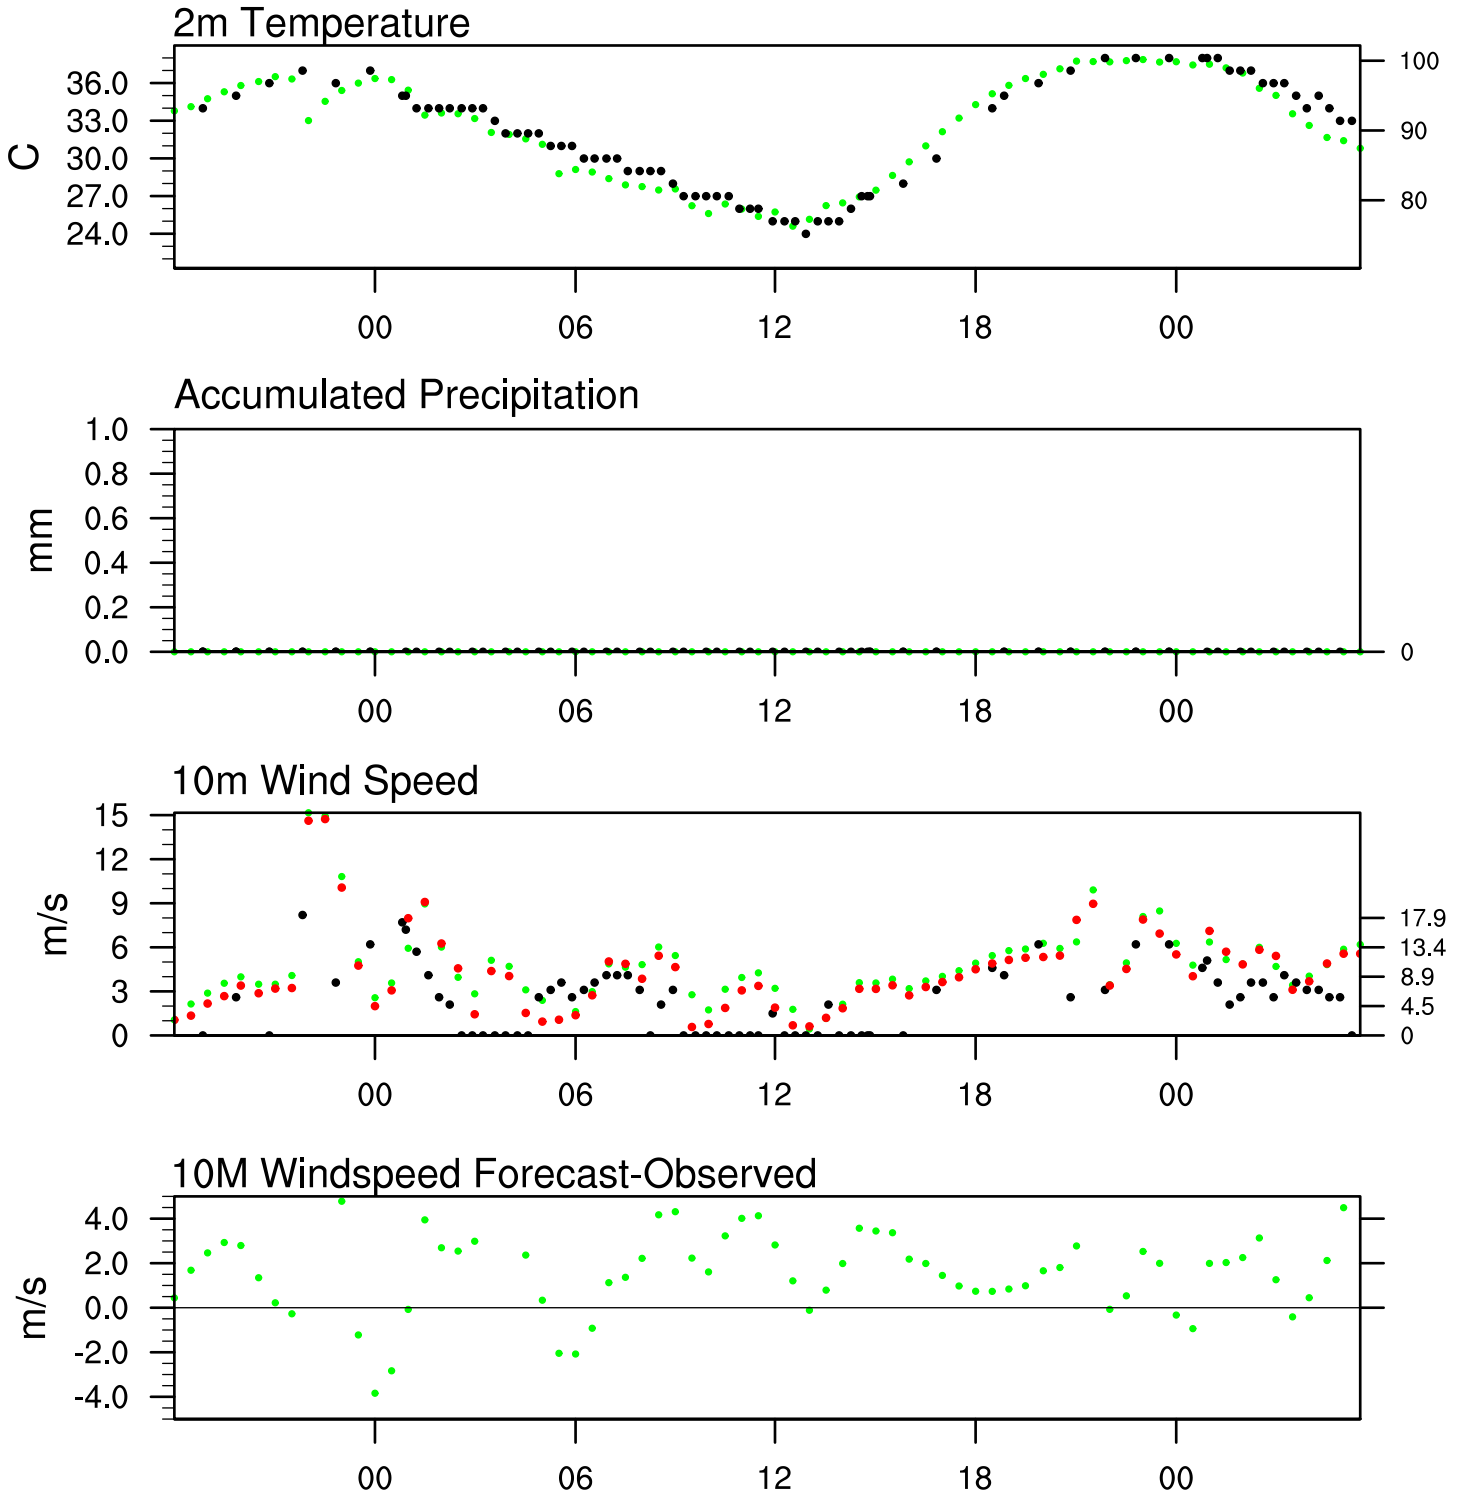 2m Temperature
36.0
33.0
30.0
27.0
24.0
C
100
90
80
00 06 12 18 00
Accumulated Precipitation
1.0
0.8
0.6
0.4
0.2
0.0
mm
0
00 06 12 18 00
10m Wind Speed
15
12
9
6
3
0
m/s
17.9
13.4
8.9
4.5
0
00 06 12 18 00
10M Windspeed Forecast-Observed
4.0
2.0
0.0
-2.0
-4.0
m/s
00 06 12 18 00